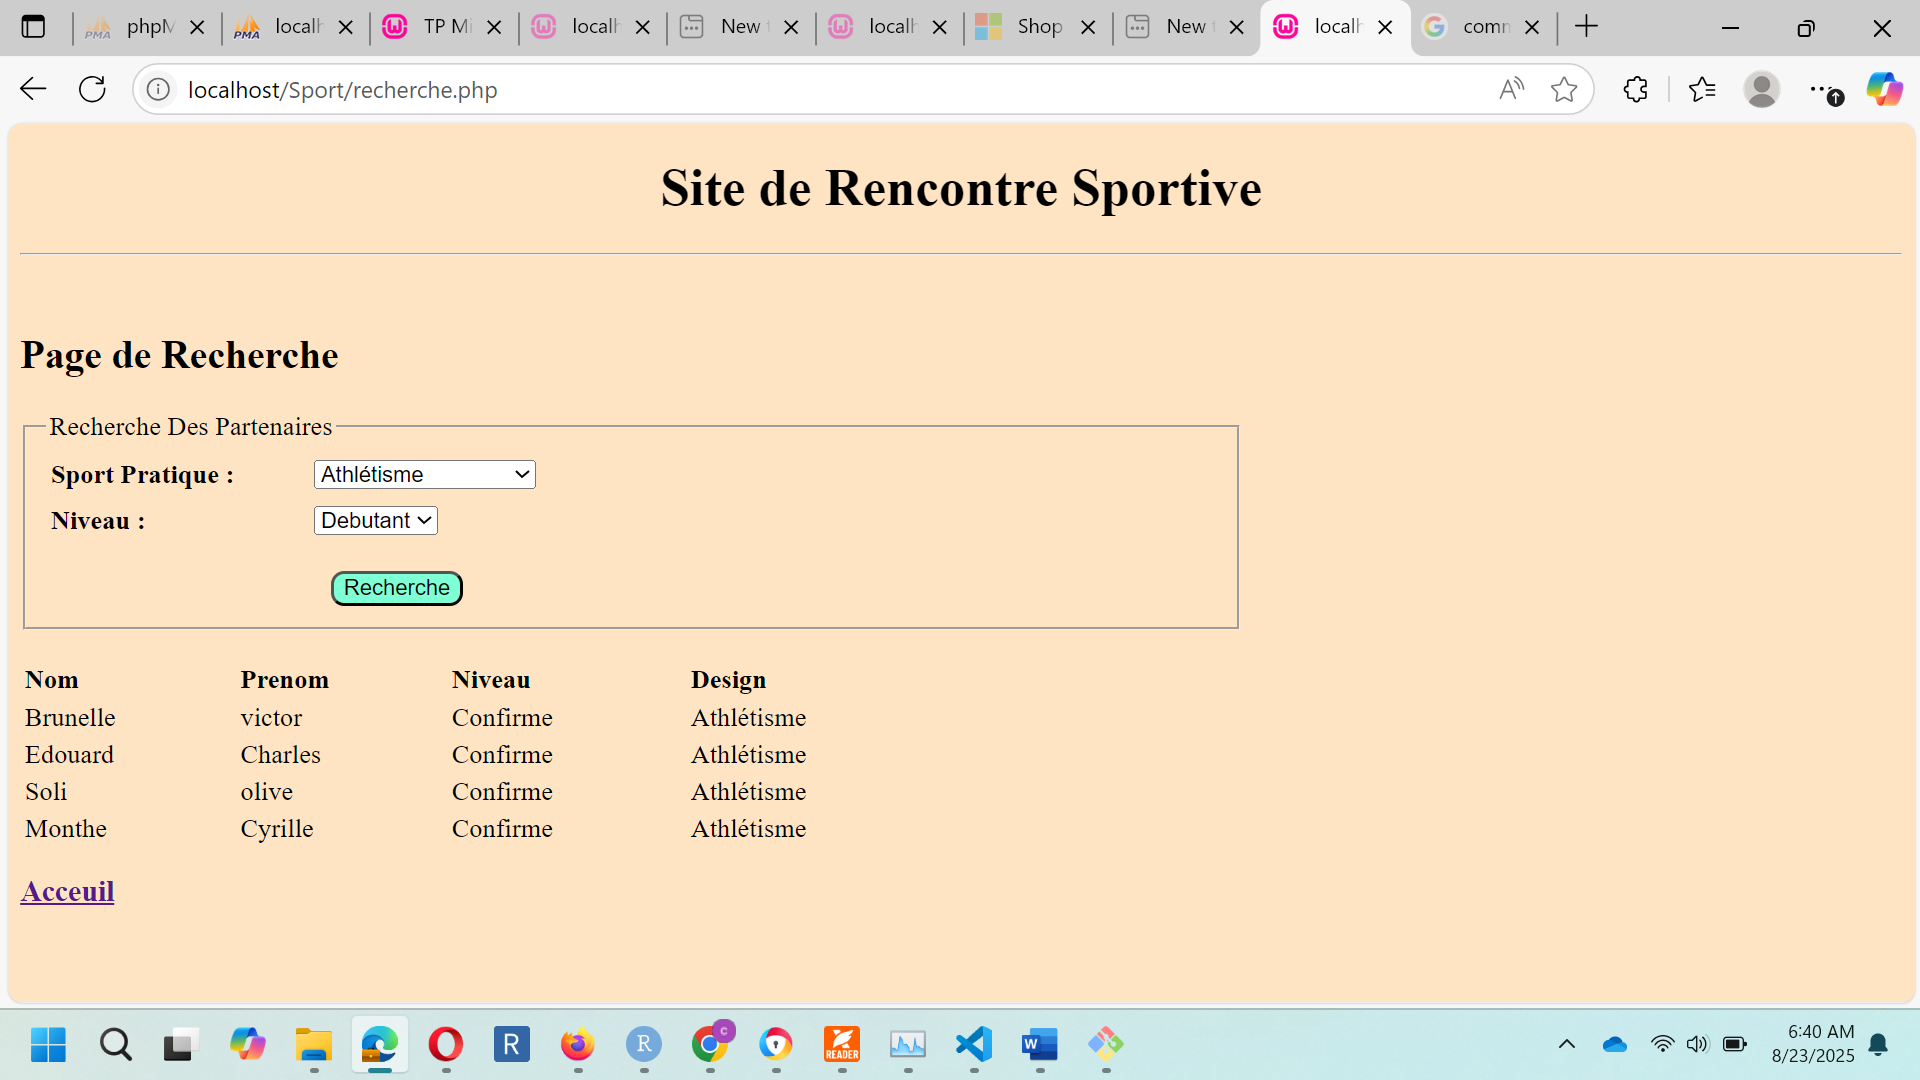 phpM localh TP Mi localh New t localh Shop New t localh comm
localhost/Sport/recherche.php
Site de Rencontre Sportive
Page de Recherche
Recherche Des Partenaires
Sport Pratique : Athlétisme
Niveau : Debutant
Recherche
Nom Prenom Niveau Design
Brunelle victor Confirme Athlétisme
Edouard Charles Confirme Athlétisme
Soli olive Confirme Athlétisme
Monthe Cyrille Confirme Athlétisme
Acceuil
6:40 AM
8/23/2025